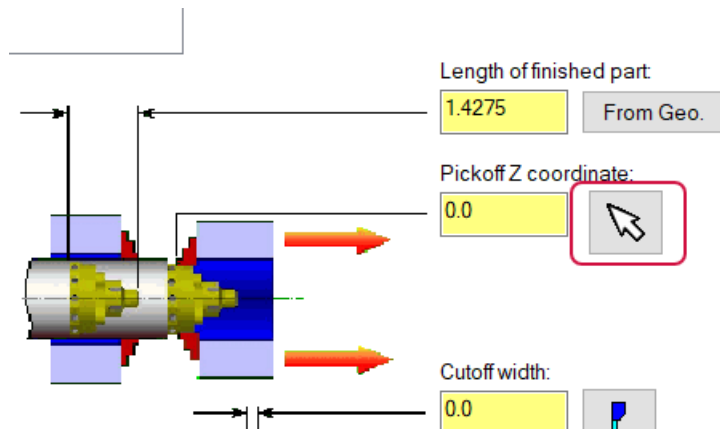 Length of finished part:
1.4275
From Geo.
Pickoff Z coordinate:
0.0
Cutoff width:
0.0